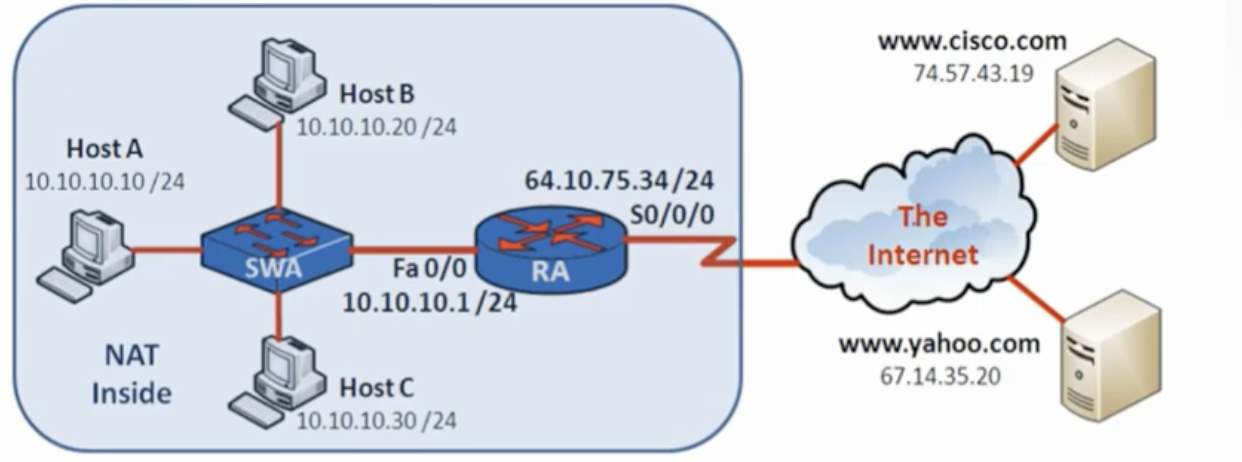 www.cisco.com
74.57.43.19
Host B
10.10.10.20 /24
Host A
10.10.10.10 /24
64.10.75.34/24
S0/0/0
The
Internet
SWA
Fa 0/0
RA
10.10.10.1 /24
NAT
Inside
Host C
10.10.10.30 /24
www.yahoo.com
67.14.35.20